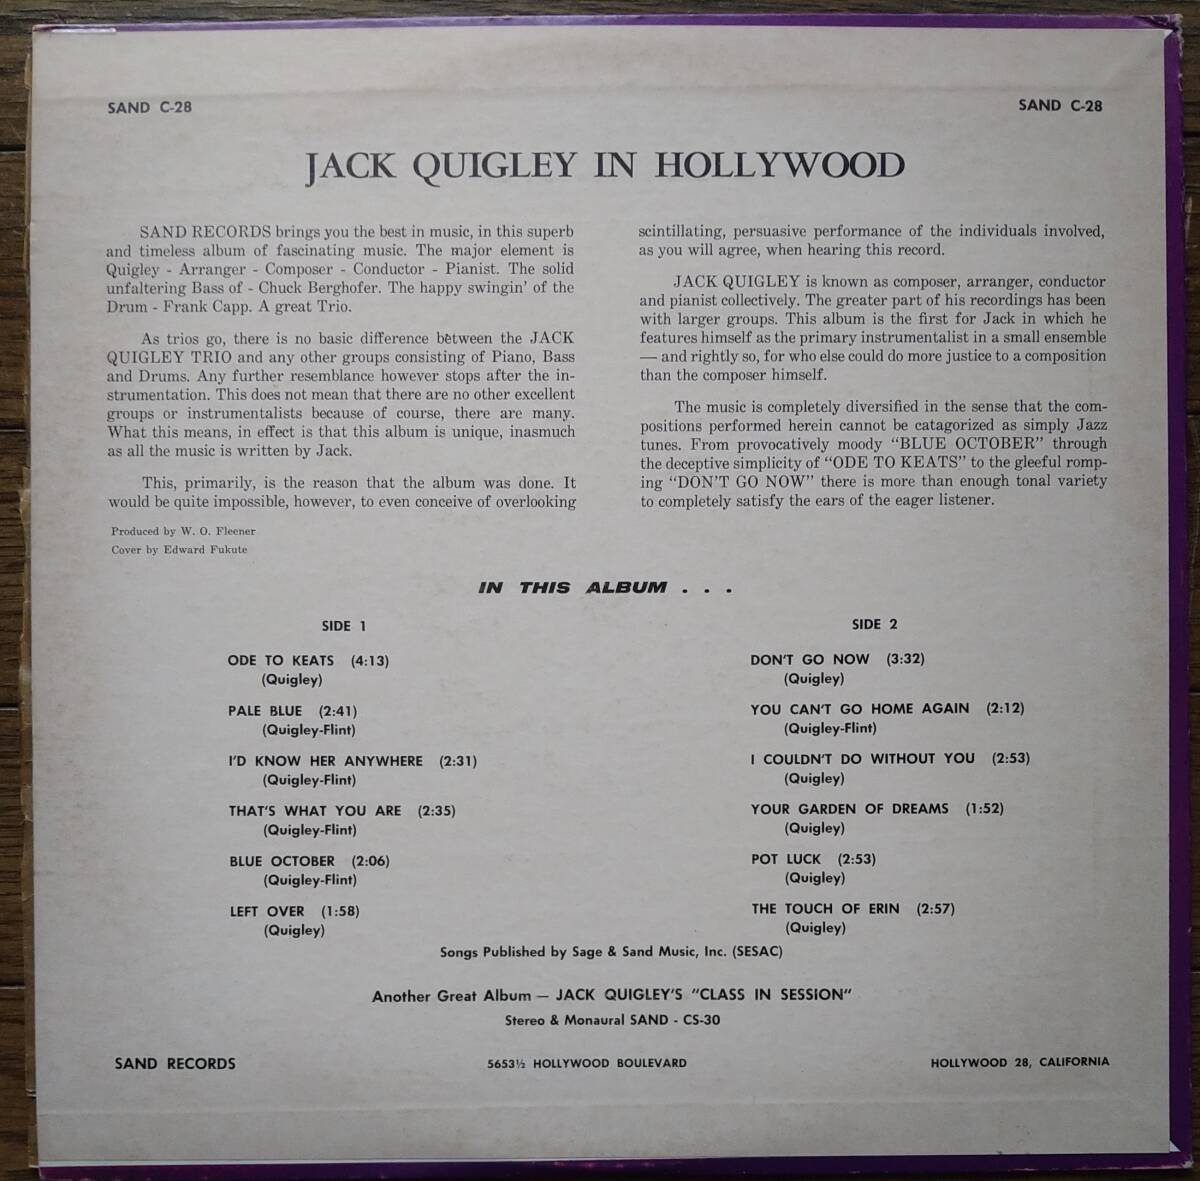 SAND C-28
SAND C-28
JACK QUIGLEY IN HOLLYWOOD
SAND RECORDS brings you the best in music, in this superb
and timeless album of fascinating music. The major element is
Quigley - Arranger - Composer - Conductor - Pianist. The solid
unfaltering Bass of - Chuck Berghofer. The happy swingin' of the
Drum - Frank Capp. A great Trio.
As trios go, there is no basic difference between the JACK
QUIGLEY TRIO and any other groups consisting of Piano, Bass
and Drums. Any further resemblance however stops after the in-
strumentation. This does not mean that there are no other excellent
groups or instrumentalists because of course, there are many.
What this means, in effect is that this album is unique, inasmuch
as all the music is written by Jack.
This, primarily, is the reason that the album was done. It
would be quite impossible, however, to even conceive of overlooking
scintillating, persuasive performance of the individuals involved,
as you will agree, when hearing this record.
JACK QUIGLEY is known as composer, arranger, conductor
and pianist collectively. The greater part of his recordings has been
with larger groups. This album is the first for Jack in which he
features himself as the primary instrumentalist in a small ensemble
— and rightly so, for who else could do more justice to a composition
than the composer himself.
The music is completely diversified in the sense that the com-
positions performed herein cannot be catagorized as simply Jazz
tunes. From provocatively moody "BLUE OCTOBER" through
the deceptive simplicity of "ODE TO KEATS" to the gleeful romp-
ing "DON'T GO NOW" there is more than enough tonal variety
to completely satisfy the ears of the eager listener.
Produced by W. O. Fleener
Cover by Edward Fukute
IN THIS ALBUM . . .
SIDE 1
ODE TO KEATS (4:13)
(Quigley)
PALE BLUE (2:41)
(Quigley-Flint)
I'D KNOW HER ANYWHERE (2:31)
(Quigley-Flint)
THAT'S WHAT YOU ARE (2:35)
(Quigley-Flint)
BLUE OCTOBER (2:06)
(Quigley-Flint)
LEFT OVER (1:58)
(Quigley)
SIDE 2
DON'T GO NOW (3:32)
(Quigley)
YOU CAN'T GO HOME AGAIN (2:12)
(Quigley-Flint)
I COULDN'T DO WITHOUT YOU (2:53)
(Quigley)
YOUR GARDEN OF DREAMS (1:52)
(Quigley)
POT LUCK (2:53)
(Quigley)
THE TOUCH OF ERIN (2:57)
(Quigley)
Songs Published by Sage & Sand Music, Inc. (SESAC)
Another Great Album — JACK QUIGLEY'S "CLASS IN SESSION"
Stereo & Monaural SAND - CS-30
SAND RECORDS
5653½ HOLLYWOOD BOULEVARD
HOLLYWOOD 28, CALIFORNIA